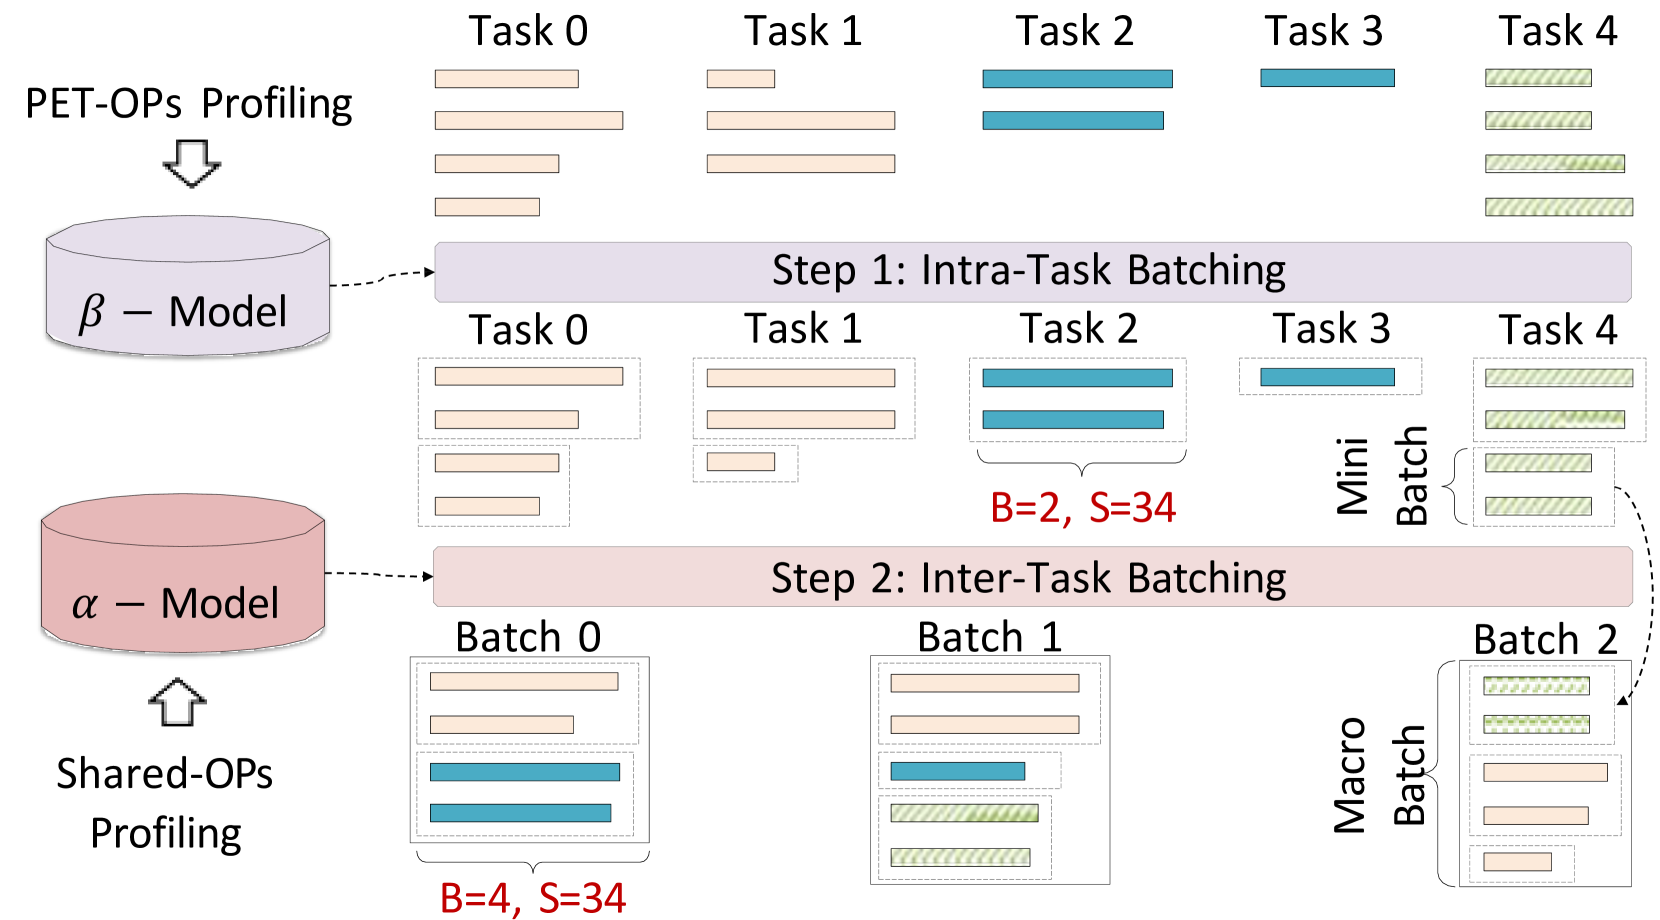 Task 0
Task 1
Task 2
Task 3
Task 4
PET-OPs Profiling
Step 1: Intra-Task Batching
β − Model
Task 0
Task 1
Task 2
Task 3
Task 4
Mini
Batch
B=2, S=34
Step 2: Inter-Task Batching
α − Model
Batch 0
Batch 1
Batch 2
Shared-OPs
Profiling
Macro
Batch
B=4, S=34